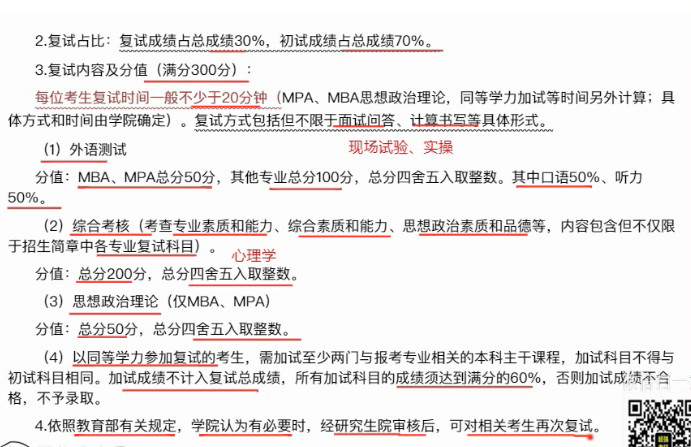 2.复试占比：复试成绩占总成绩30%，初试成绩占总成绩70%。
3.复试内容及分值（满分300分）：
每位考生复试时间一般不少于20分钟（MPA、MBA思想政治理论，同等学力加试等时间另外计算；具
体方式和时间由学院确定）。复试方式包括但不限于面试问答、计算书写等具体形式。
（1）外语测试
现场试验、实操
分值：MBA、MPA总分50分，其他专业总分100分，总分四舍五入取整数。其中口语50%、听力
50%。
（2）综合考核（考查专业素质和能力、综合素质和能力、思想政治素质和品德等，内容包含但不仅限
于招生简章中各专业复试科目）。
心理学
分值：总分200分，总分四舍五入取整数。
（3）思想政治理论（仅MBA、MPA）
分值：总分50分，总分四舍五入取整数。
（4）以同等学力参加复试的考生，需加试至少两门与报考专业相关的本科主干课程，加试科目不得与
初试科目相同。加试成绩不计入复试总成绩，所有加试科目的成绩须达到满分的60%，否则加试成绩不合
格，不予录取。
4.依照教育部有关规定，学院认为有必要时，经研究生院审核后，可对相关考生再次复试。